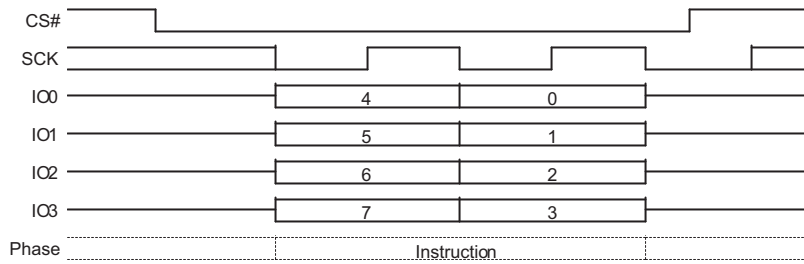 CS#
SCK
IO0 4 0
IO1 5 1
IO2 6 2
IO3 7 3
Phase Instruction